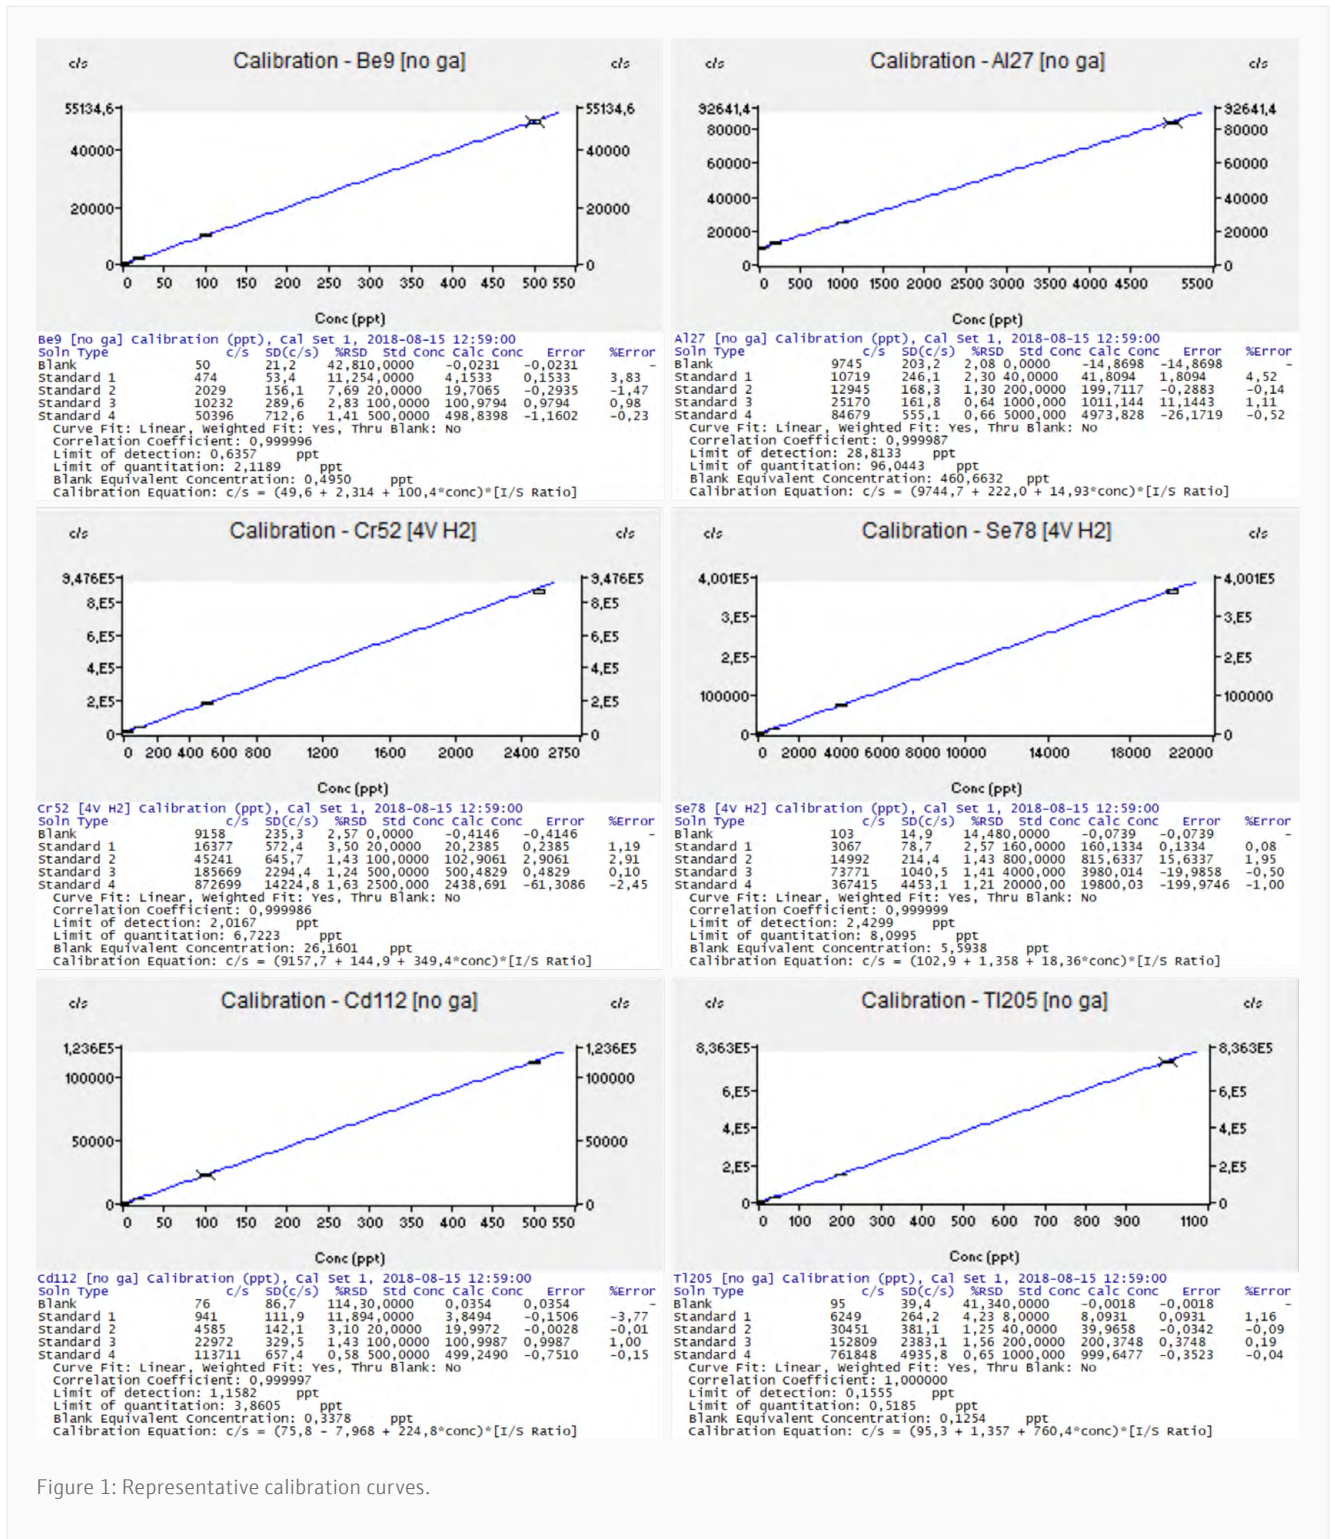 c/s Calibration - Be9 [no ga] c/s
55134,6 55134,6
40000 40000
20000 20000
0 0
0 50 100 150 200 250 300 350 400 450 500 550
Conc (ppt)
Be9 [no ga] Calibration (ppt), Cal Set 1, 2018-08-15 12:59:00
Soln Type c/s SD(c/s) %RSD Std Conc Calc Conc Error %Error
Blank 50 21,2 42,810,0000 -0,0231 -0,0231 -
Standard 1 474 53,4 11,254,0000 4,1533 0,1533 3,83
Standard 2 2029 156,1 7,69 20,0000 19,7065 -0,2935 -1,47
Standard 3 10232 289,6 2,83 100,0000 100,9794 0,9794 0,98
Standard 4 50396 712,6 1,41 500,0000 498,8398 -1,1602 -0,23
Curve Fit: Linear, Weighted Fit: Yes, Thru Blank: No
Correlation Coefficient: 0,999996
Limit of detection: 0,6357 ppt
Limit of quantitation: 2,1189 ppt
Blank Equivalent Concentration: 0,4950 ppt
Calibration Equation: c/s = (49,6 + 2,314 + 100,4*conc)*[I/S Ratio]
c/s Calibration - Al27 [no ga] c/s
92641,4 92641,4
80000 80000
60000 60000
40000 40000
20000 20000
0 0
0 500 1000 1500 2000 2500 3000 3500 4000 4500 5500
Conc (ppt)
Al27 [no ga] Calibration (ppt), Cal Set 1, 2018-08-15 12:59:00
Soln Type c/s SD(c/s) %RSD Std Conc Calc Conc Error %Error
Blank 9745 203,2 2,08 0,0000 -14,8698 -14,8698 -
Standard 1 10719 246,1 2,30 40,0000 41,8094 1,8094 4,52
Standard 2 12945 168,3 1,30 200,0000 199,7117 -0,2883 -0,14
Standard 3 25170 161,8 0,64 1000,000 1011,144 11,1443 1,11
Standard 4 84679 555,1 0,66 5000,000 4973,828 -26,1719 -0,52
Curve Fit: Linear, Weighted Fit: Yes, Thru Blank: No
Correlation Coefficient: 0,999987
Limit of detection: 28,8133 ppt
Limit of quantitation: 96,0443 ppt
Blank Equivalent Concentration: 460,6632 ppt
Calibration Equation: c/s = (9744,7 + 222,0 + 14,93*conc)*[I/S Ratio]
c/s Calibration - Cr52 [4V H2] c/s
9,476E5 9,476E5
8,E5 8,E5
6,E5 6,E5
4,E5 4,E5
2,E5 2,E5
0 0
0 200 400 600 800 1200 1600 2000 2400 2750
Conc (ppt)
Cr52 [4V H2] Calibration (ppt), Cal Set 1, 2018-08-15 12:59:00
Soln Type c/s SD(c/s) %RSD Std Conc Calc Conc Error %Error
Blank 9158 235,3 2,57 0,0000 -0,4146 -0,4146 -
Standard 1 16377 572,4 3,50 20,0000 20,2385 0,2385 1,19
Standard 2 45241 645,7 1,43 100,0000 102,9061 2,9061 2,91
Standard 3 185669 2294,4 1,24 500,0000 500,4829 0,4829 0,10
Standard 4 872699 14224,8 1,63 2500,000 2438,691 -61,3086 -2,45
Curve Fit: Linear, Weighted Fit: Yes, Thru Blank: No
Correlation Coefficient: 0,999986
Limit of detection: 2,0167 ppt
Limit of quantitation: 6,7223 ppt
Blank Equivalent Concentration: 26,1601 ppt
Calibration Equation: c/s = (9157,7 + 144,9 + 349,4*conc)*[I/S Ratio]
c/s Calibration - Se78 [4V H2] c/s
4,001E5 4,001E5
3,E5 3,E5
2,E5 2,E5
100000 100000
0 0
0 2000 4000 6000 8000 10000 14000 18000 22000
Conc (ppt)
Se78 [4V H2] Calibration (ppt), Cal Set 1, 2018-08-15 12:59:00
Soln Type c/s SD(c/s) %RSD Std Conc Calc Conc Error %Error
Blank 103 14,9 14,480,0000 -0,0739 -0,0739 -
Standard 1 3067 78,7 2,57 160,0000 160,1334 0,1334 0,08
Standard 2 14992 214,4 1,43 800,0000 815,6337 15,6337 1,95
Standard 3 73771 1040,5 1,41 4000,000 3980,014 -19,9858 -0,50
Standard 4 367415 4453,1 1,21 20000,00 19800,03 -199,9746 -1,00
Curve Fit: Linear, Weighted Fit: Yes, Thru Blank: No
Correlation Coefficient: 0,999999
Limit of detection: 2,4299 ppt
Limit of quantitation: 8,0995 ppt
Blank Equivalent Concentration: 5,5938 ppt
Calibration Equation: c/s = (102,9 + 1,358 + 18,36*conc)*[I/S Ratio]
c/s Calibration - Cd112 [no ga] c/s
1,236E5 1,236E5
100000 100000
50000 50000
0 0
0 50 100 150 200 250 300 350 400 450 500 550
Conc (ppt)
Cd112 [no ga] Calibration (ppt), Cal Set 1, 2018-08-15 12:59:00
Soln Type c/s SD(c/s) %RSD Std Conc Calc Conc Error %Error
Blank 76 86,7 114,30,0000 0,0354 0,0354 -
Standard 1 941 111,9 11,894,0000 3,8494 -0,1506 -3,77
Standard 2 4585 142,1 3,10 20,0000 19,9972 -0,0028 -0,01
Standard 3 22972 329,5 1,43 100,0000 100,9987 0,9987 1,00
Standard 4 113711 657,4 0,58 500,0000 499,2490 -0,7510 -0,15
Curve Fit: Linear, Weighted Fit: Yes, Thru Blank: No
Correlation Coefficient: 0,999997
Limit of detection: 1,1582 ppt
Limit of quantitation: 3,8605 ppt
Blank Equivalent Concentration: 0,3378 ppt
Calibration Equation: c/s = (75,8 - 7,968 + 224,8*conc)*[I/S Ratio]
c/s Calibration - Tl205 [no ga] c/s
8,363E5 8,363E5
6,E5 6,E5
4,E5 4,E5
2,E5 2,E5
0 0
0 100 200 300 400 500 600 700 800 900 1100
Conc (ppt)
Tl205 [no ga] Calibration (ppt), Cal Set 1, 2018-08-15 12:59:00
Soln Type c/s SD(c/s) %RSD Std Conc Calc Conc Error %Error
Blank 95 39,4 41,340,0000 -0,0018 -0,0018 -
Standard 1 6249 264,2 4,23 8,0000 8,0931 0,0931 1,16
Standard 2 30451 381,1 1,25 40,0000 39,9658 -0,0342 -0,09
Standard 3 152809 2383,1 1,56 200,0000 200,3748 0,3748 0,19
Standard 4 761848 4935,8 0,65 1000,000 999,6477 -0,3523 -0,04
Curve Fit: Linear, Weighted Fit: Yes, Thru Blank: No
Correlation Coefficient: 1,000000
Limit of detection: 0,1555 ppt
Limit of quantitation: 0,5185 ppt
Blank Equivalent Concentration: 0,1254 ppt
Calibration Equation: c/s = (95,3 + 1,357 + 760,4*conc)*[I/S Ratio]
Figure 1: Representative calibration curves.